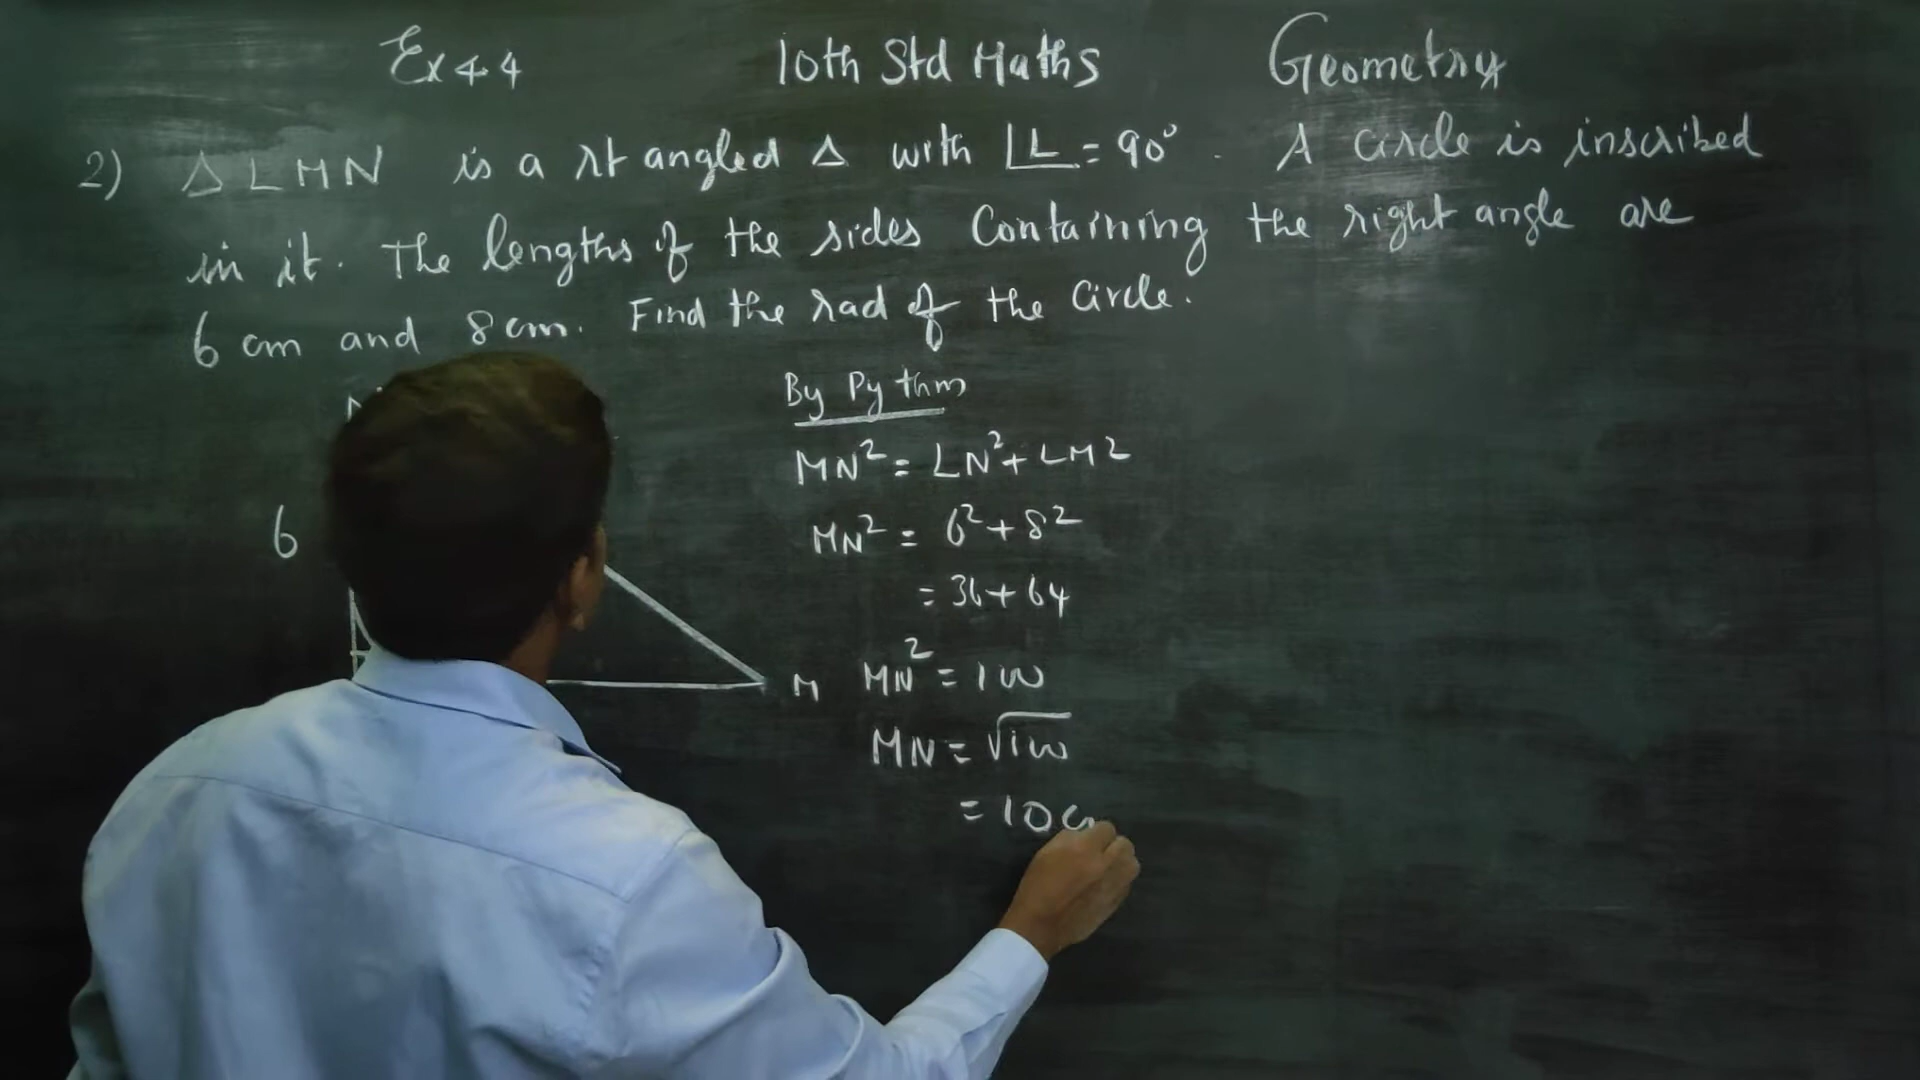 Ex 4.4 10th Std Maths Geometry
2) △ LMN is a rt angled △ with ∠L = 90°. A circle is inscribed
in it. The lengths of the sides Containing the right angle are
6 cm and 8 cm. Find the rad of the Circle.
By Py thm
MN² = LN² + LM2
6
MN² = 6² + 8²
= 36 + 64
M
MN² = 100
MN = √100
= 10 c